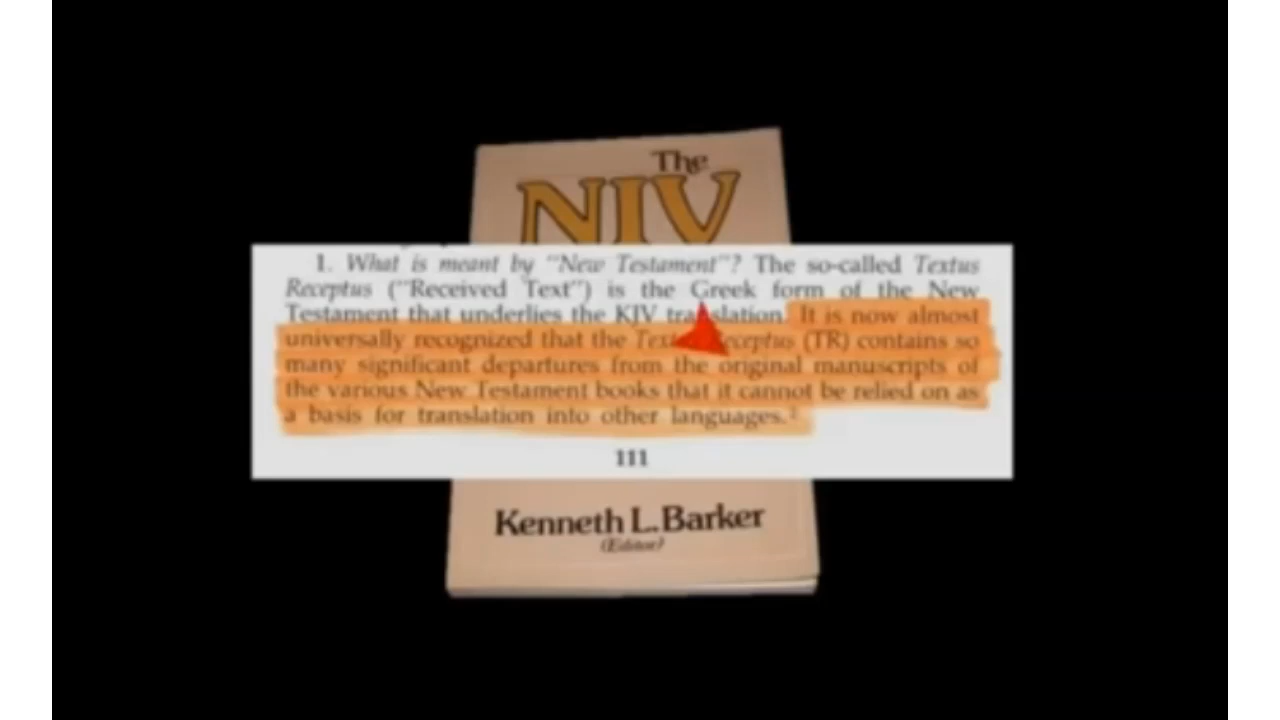 The
NIV
1. What is meant by "New Testament"? The so-called Textus
Receptus ("Received Text") is the Greek form of the New
Testament that underlies the KJV translation. It is now almost
universally recognized that the Textus Receptus (TR) contains so
many significant departures from the original manuscripts of
the various New Testament books that it cannot be relied on as
a basis for translation into other languages.²
111
Kenneth L. Barker
(Editor)